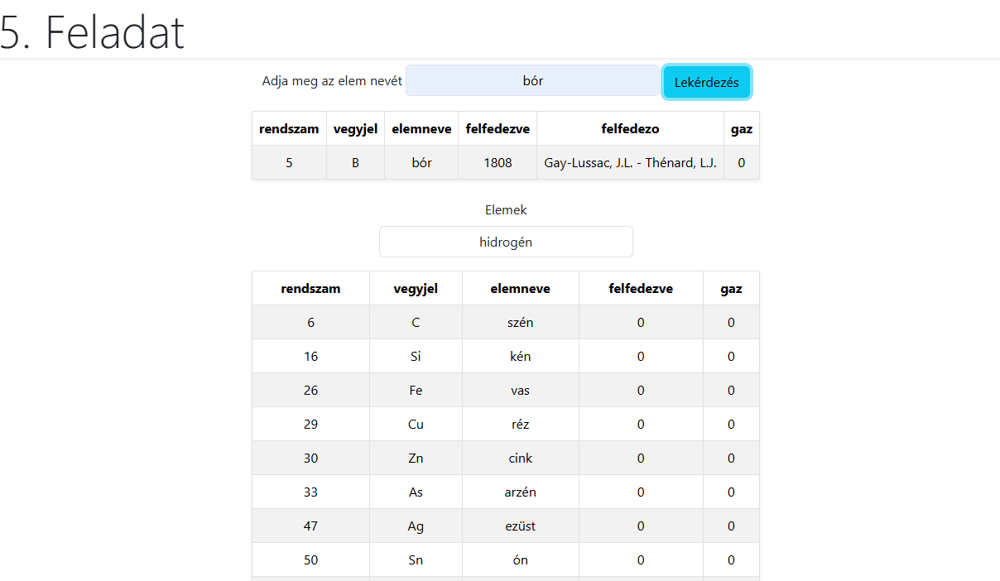 5. Feladat
Adja meg az elem nevét bór Lekérdezés
rendszam vegyjel elemneve felfedezve felfedezo gaz
5 B bór 1808 Gay-Lussac, J.L. - Thénard, L.J. 0
Elemek
hidrogén
rendszam vegyjel elemneve felfedezve gaz
6 C szén 0 0
16 Si kén 0 0
26 Fe vas 0 0
29 Cu réz 0 0
30 Zn cink 0 0
33 As arzén 0 0
47 Ag ezüst 0 0
50 Sn ón 0 0